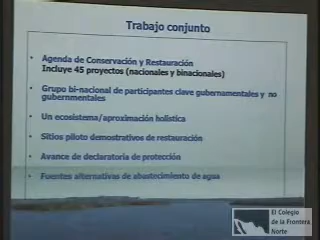 Trabajo conjunto
• Agenda de Conservación y Restauración
Incluye 45 proyectos (nacionales y binacionales)
• Grupo bi-nacional de participantes clave gubernamentales y no
gubernmentales
• Un ecosistema/aproximación holística
• Sitios piloto demostrativos de restauración
• Avance de declaratoria de protección
• Fuentes alternativas de abastecimiento de agua
El Colegio
de la Frontera
Norte